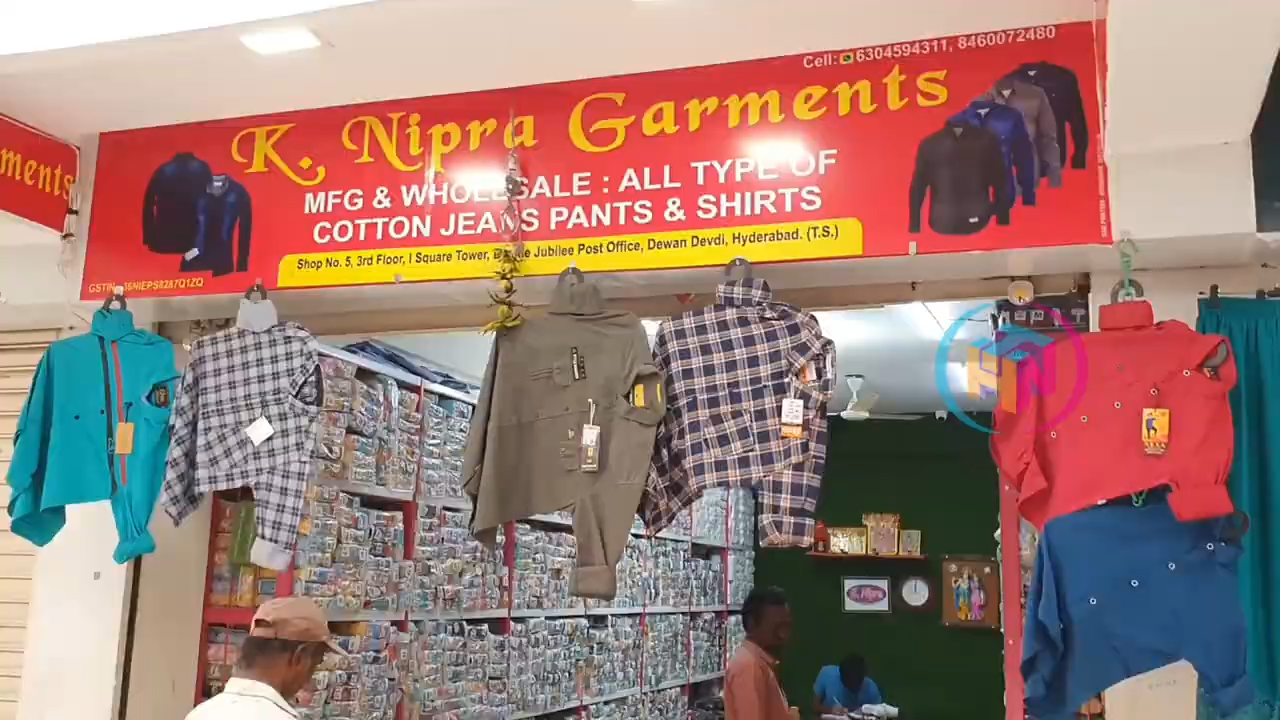 Cell: 6304594311, 8460072480
K. Nipra Garments
ments
MFG & WHOLESALE : ALL TYPE OF
COTTON JEANS PANTS & SHIRTS
Shop No. 5, 3rd Floor, I Square Tower, Jubilee Post Office, Dewan Devdi, Hyderabad. (T.S.)
K. Nipra